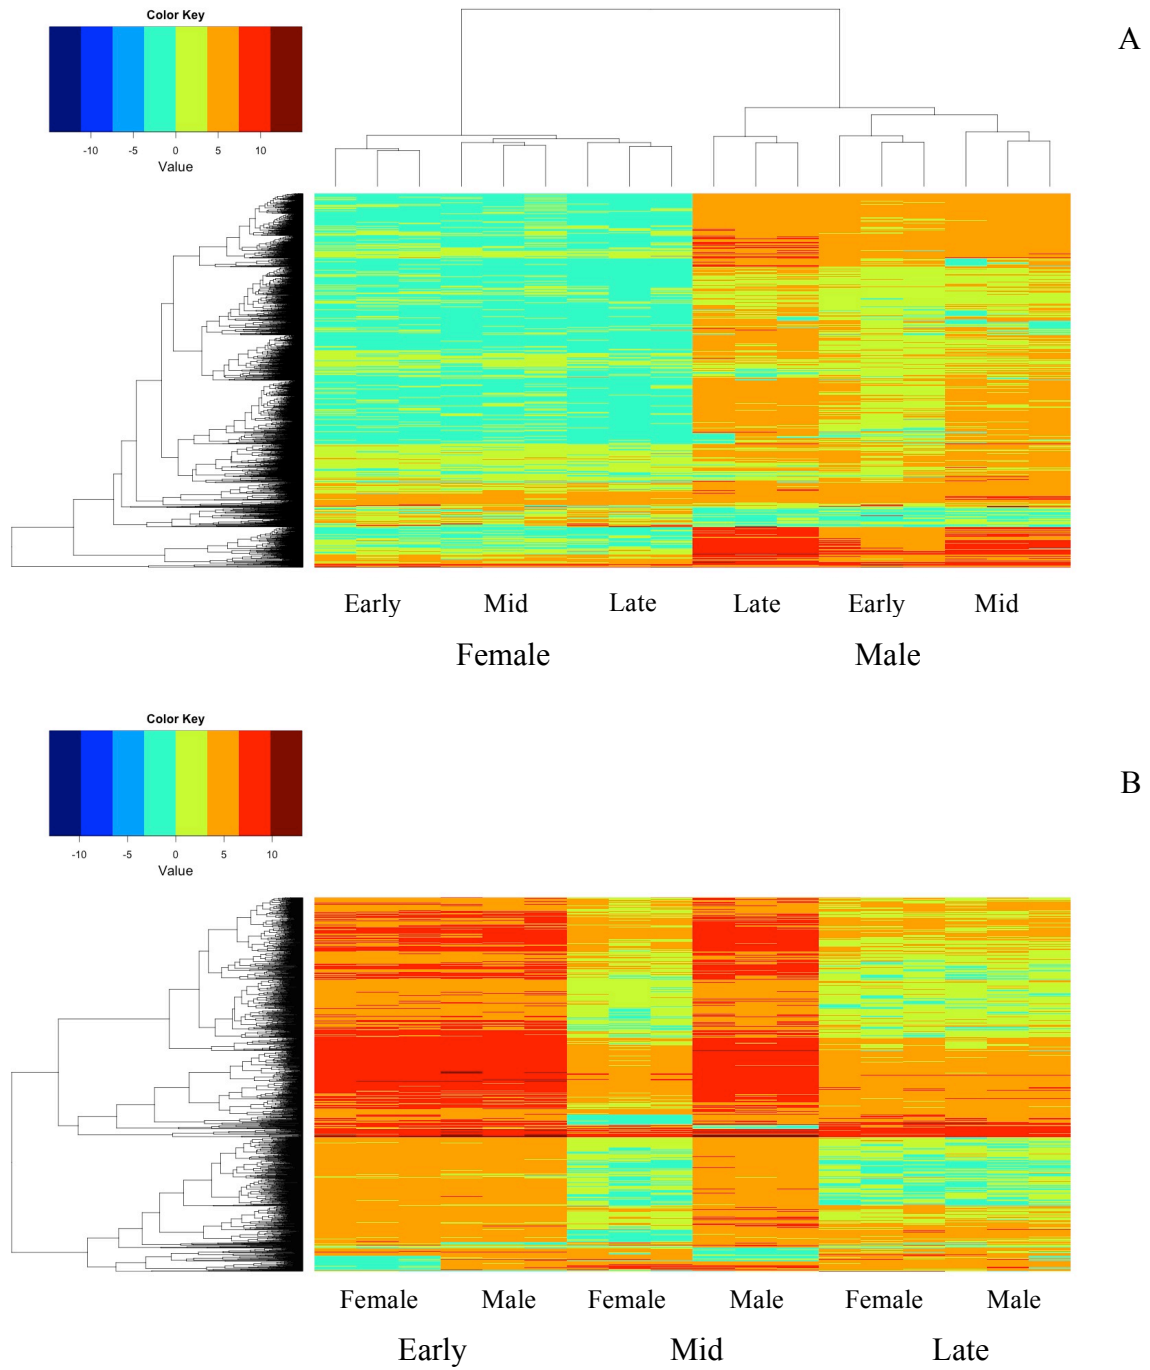 Color Key
A
-10 -5 0 5 10
Value
Early Mid Late Late Early Mid
Female Male
Color Key
B
-10 -5 0 5 10
Value
Female Male Female Male Female Male
Early Mid Late